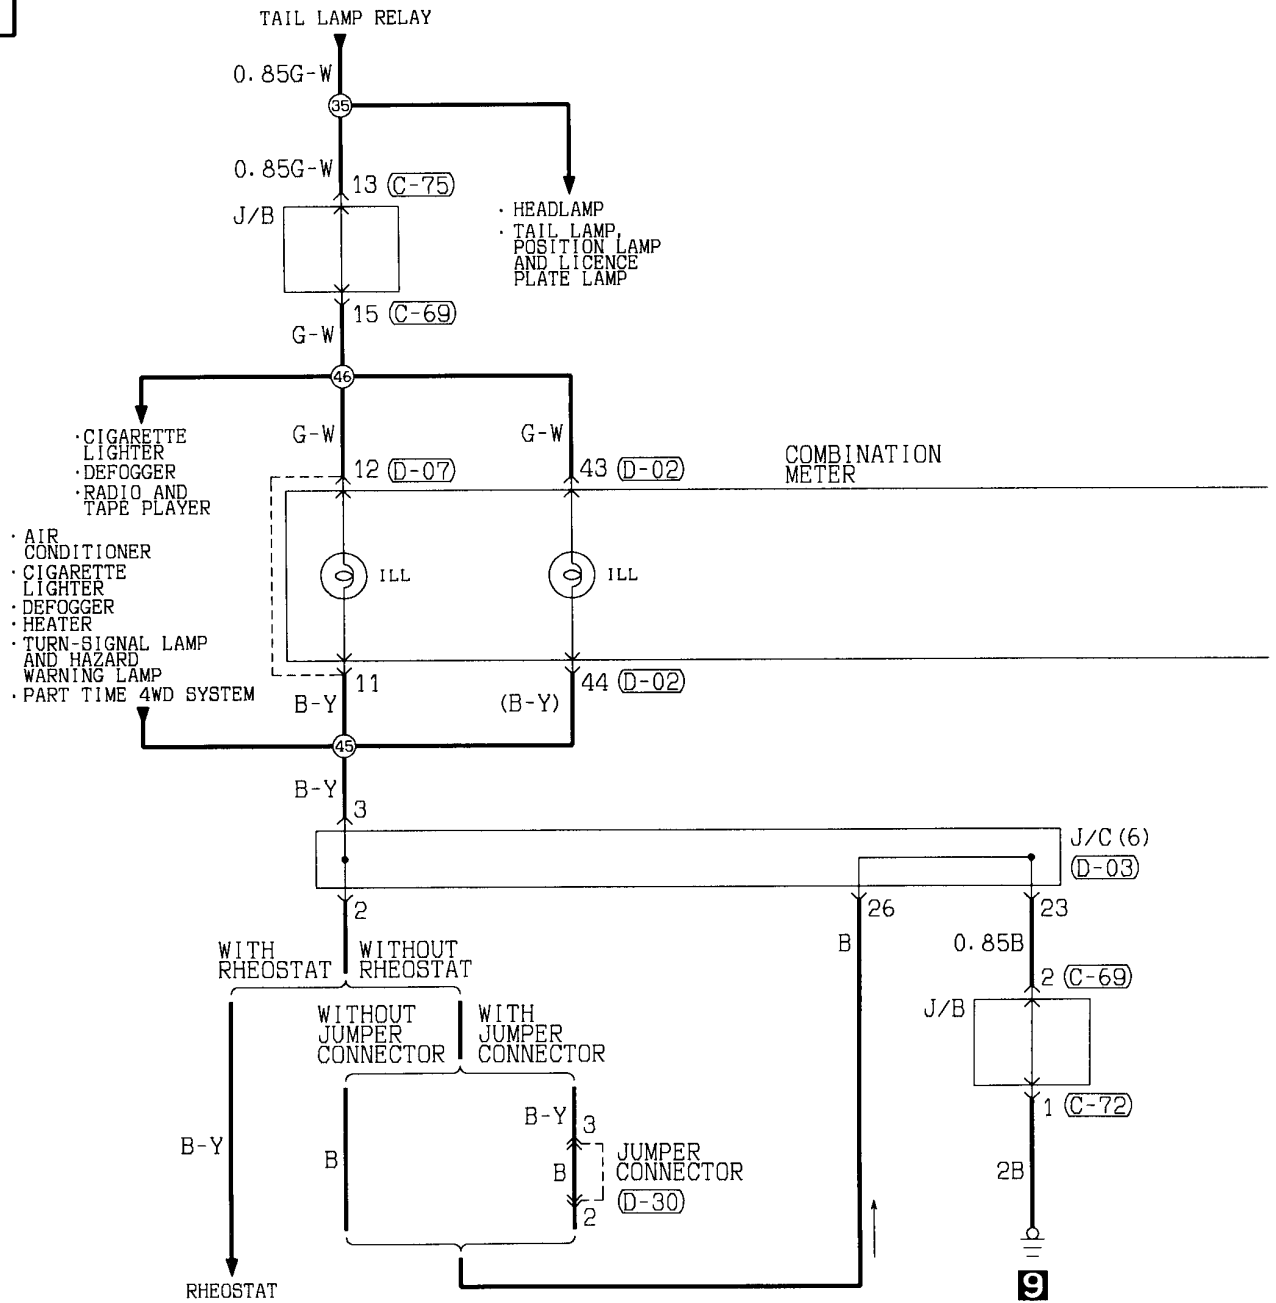 TAIL LAMP RELAY
0.85G-W
35
0.85G-W
13 C-75
J/B
· HEADLAMP
· TAIL LAMP,
POSITION LAMP
AND LICENCE
PLATE LAMP
15 C-69
G-W
46
G-W
G-W
·CIGARETTE
LIGHTER
·DEFOGGER
·RADIO AND
TAPE PLAYER
12 D-07
43 D-02
COMBINATION
METER
· AIR
CONDITIONER
· CIGARETTE
LIGHTER
· DEFOGGER
· HEATER
· TURN-SIGNAL LAMP
AND HAZARD
WARNING LAMP
· PART TIME 4WD SYSTEM
ILL
ILL
11
44 D-02
B-Y
(B-Y)
45
B-Y
3
J/C(6)
D-03
2
26
23
WITH
RHEOSTAT
WITHOUT
RHEOSTAT
B
0.85B
2 C-69
J/B
WITHOUT
JUMPER
CONNECTOR
WITH
JUMPER
CONNECTOR
1 C-72
B-Y
B
B-Y
3
B
2
JUMPER
CONNECTOR
D-30
2B
RHEOSTAT
9